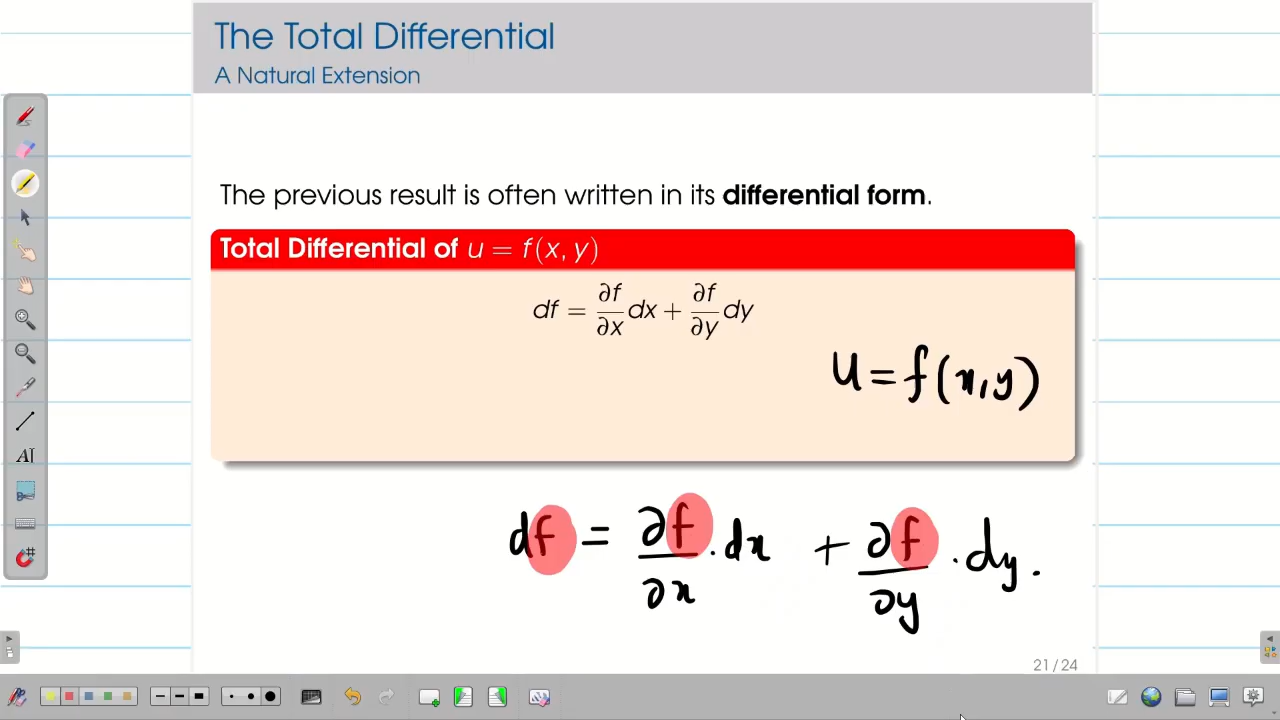 The Total Differential
A Natural Extension
The previous result is often written in its differential form.
Total Differential of u = f(x, y)
df = ∂f/∂x dx + ∂f/∂y dy
u = f(x, y)
df = ∂f/∂x . dx + ∂f/∂y . dy .
AI
21 / 24